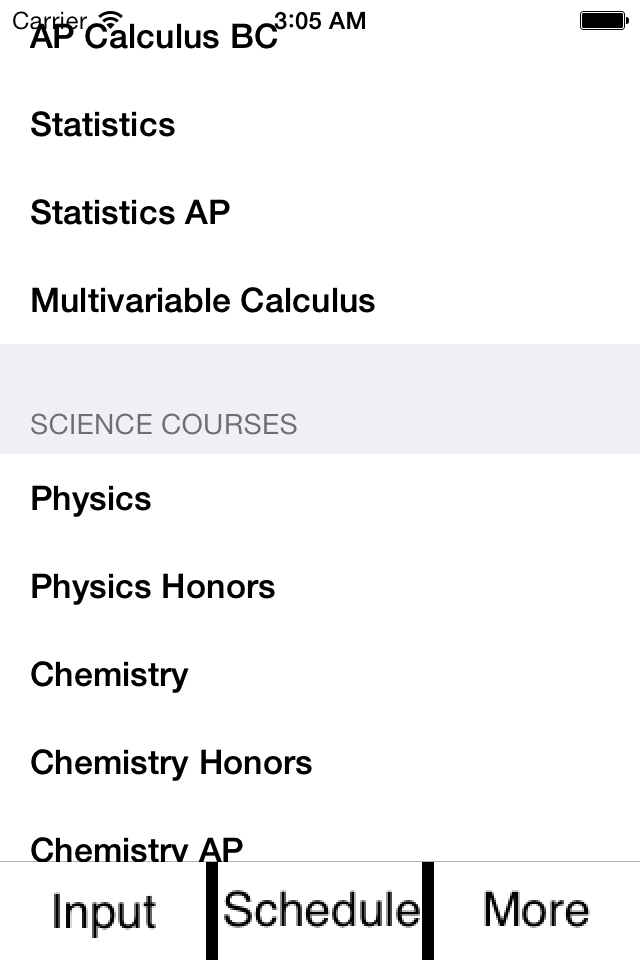 Carrier 3:05 AM
AP Calculus BC
Statistics
Statistics AP
Multivariable Calculus
SCIENCE COURSES
Physics
Physics Honors
Chemistry
Chemistry Honors
Chemistry AP
Input Schedule More